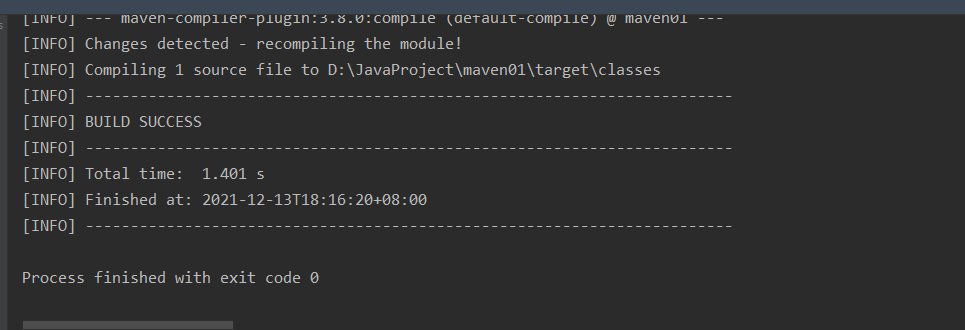 [INFO] --- maven-compiler-plugin:3.8.0:compile (default-compile) @ maven01 ---
[INFO] Changes detected - recompiling the module!
[INFO] Compiling 1 source file to D:\JavaProject\maven01\target\classes
[INFO] ------------------------------------------------------------------------
[INFO] BUILD SUCCESS
[INFO] ------------------------------------------------------------------------
[INFO] Total time:  1.401 s
[INFO] Finished at: 2021-12-13T18:16:20+08:00
[INFO] ------------------------------------------------------------------------
Process finished with exit code 0